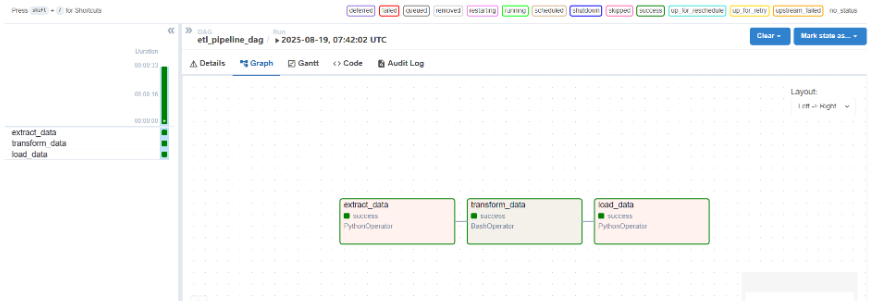 Press shift + / for Shortcuts
deferred failed queued removed restarting running scheduled shutdown skipped success up_for_reschedule up_for_retry upstream_failed no_status
DAG
etl_pipeline_dag / Run 2025-08-19, 07:42:02 UTC
Clear
Mark state as...
Duration
00:00:33
00:00:16
00:00:00
extract_data
transform_data
load_data
Details Graph Gantt <> Code Audit Log
Layout:
Left -> Right
extract_data
success
PythonOperator
transform_data
success
BashOperator
load_data
success
PythonOperator